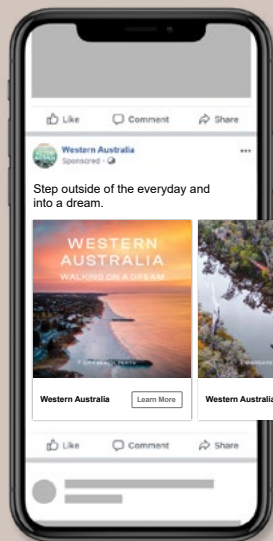 Like Comment Share
Western Australia
Sponsored ·
Step outside of the everyday and
into a dream.
WESTERN
AUSTRALIA
WALKING ON A DREAM
Western Australia Learn More
Western Australia
Like Comment Share